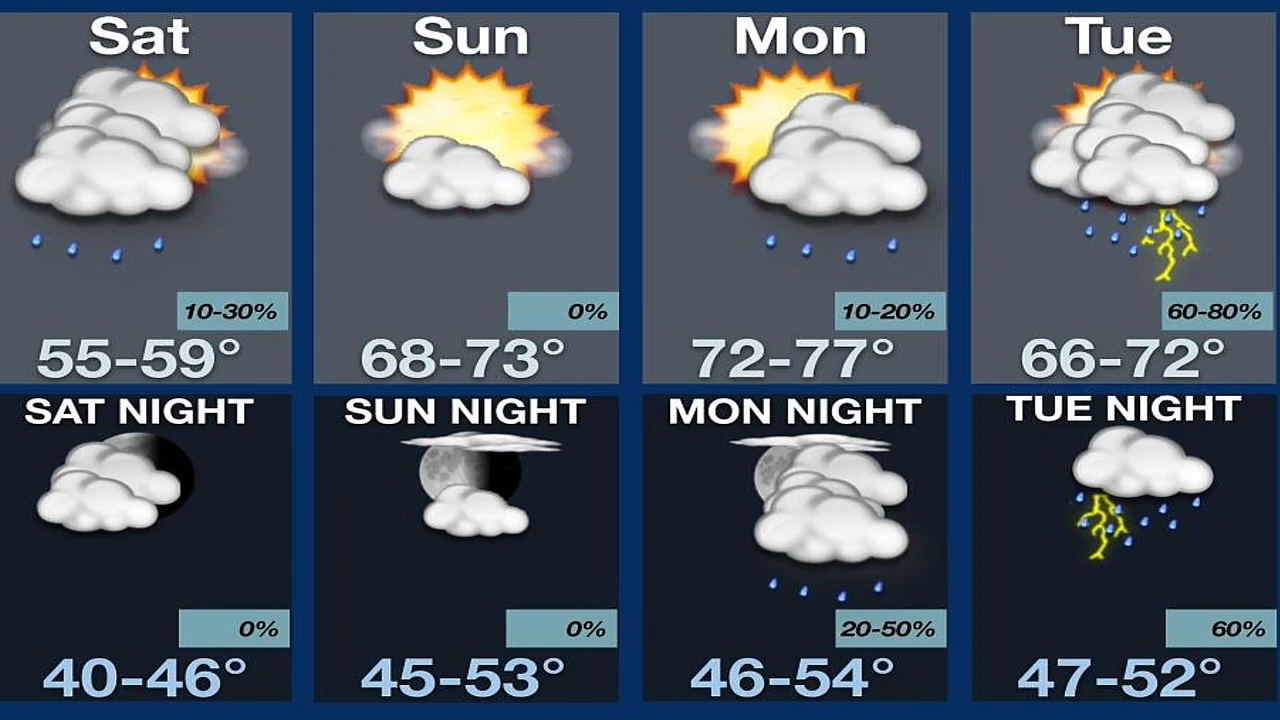 Sat
10-30%
55-59°
Sun
0%
68-73°
Mon
10-20%
72-77°
Tue
60-80%
66-72°
SAT NIGHT
0%
40-46°
SUN NIGHT
0%
45-53°
MON NIGHT
20-50%
46-54°
TUE NIGHT
60%
47-52°